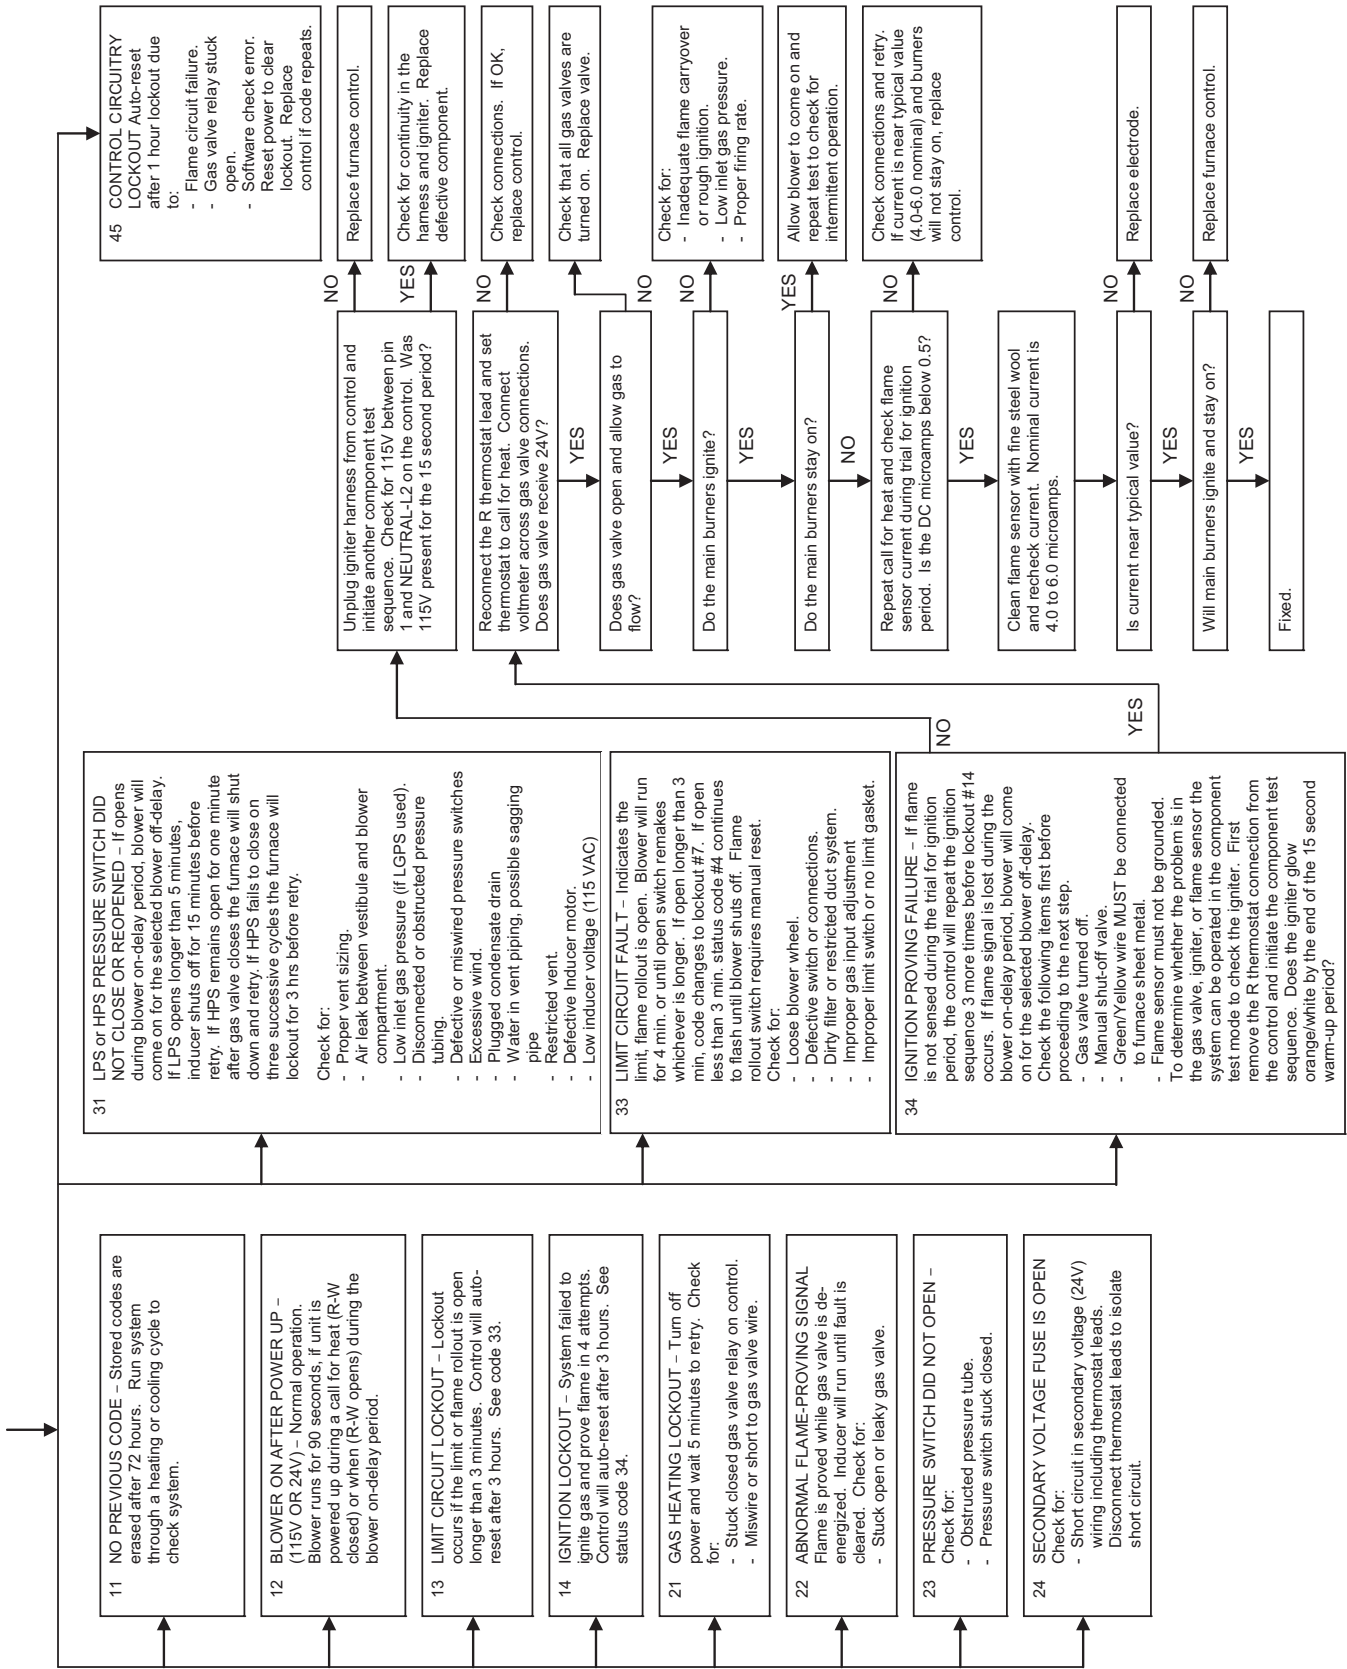 11 NO PREVIOUS CODE – Stored codes are
erased after 72 hours. Run system
through a heating or cooling cycle to
check system.
12 BLOWER ON AFTER POWER UP –
(115V OR 24V) – Normal operation.
Blower runs for 90 seconds, if unit is
powered up during a call for heat (R-W
closed) or when (R-W opens) during the
blower on-delay period.
13 LIMIT CIRCUIT LOCKOUT – Lockout
occurs if the limit or flame rollout is open
longer than 3 minutes. Control will auto-
reset after 3 hours. See code 33.
14 IGNITION LOCKOUT – System failed to
ignite gas and prove flame in 4 attempts.
Control will auto-reset after 3 hours. See
status code 34.
21 GAS HEATING LOCKOUT – Turn off
power and wait 5 minutes to retry. Check
for:
- Stuck closed gas valve relay on control.
- Miswire or short to gas valve wire.
22 ABNORMAL FLAME-PROVING SIGNAL
Flame is proved while gas valve is de-
energized. Inducer will run until fault is
cleared. Check for:
- Stuck open or leaky gas valve.
23 PRESSURE SWITCH DID NOT OPEN –
Check for:
- Obstructed pressure tube.
- Pressure switch stuck closed.
24 SECONDARY VOLTAGE FUSE IS OPEN
Check for:
- Short circuit in secondary voltage (24V)
wiring including thermostat leads.
Disconnect thermostat leads to isolate
short circuit.
31 LPS or HPS PRESSURE SWITCH DID
NOT CLOSE OR REOPENED – If opens
during blower on-delay period, blower will
come on for the selected blower off-delay.
If LPS opens longer than 5 minutes,
inducer shuts off for 15 minutes before
retry. If HPS remains open for one minute
after gas valve closes the furnace will shut
down and retry. If HPS fails to close on
three successive cycles the furnace will
lockout for 3 hrs before retry.
Check for:
- Proper vent sizing.
- Air leak between vestibule and blower
compartment.
- Low inlet gas pressure (if LGPS used).
- Disconnected or obstructed pressure
tubing.
- Defective or miswired pressure switches
- Excessive wind.
- Plugged condensate drain
- Water in vent piping, possible sagging
pipe
- Restricted vent.
- Defective Inducer motor.
- Low inducer voltage (115 VAC)
33 LIMIT CIRCUIT FAULT – Indicates the
limit, flame rollout is open. Blower will run
for 4 min. or until open switch remakes
whichever is longer. If open longer than 3
min, code changes to lockout #7. If open
less than 3 min. status code #4 continues
to flash until blower shuts off. Flame
rollout switch requires manual reset.
Check for:
- Loose blower wheel.
- Defective switch or connections.
- Dirty filter or restricted duct system.
- Improper gas input adjustment
- Improper limit switch or no limit gasket.
34 IGNITION PROVING FAILURE – If flame
is not sensed during the trial for ignition
period, the control will repeat the ignition
sequence 3 more times before lockout #14
occurs. If flame signal is lost during the
blower on-delay period, blower will come
on for the selected blower off-delay.
Check the following items first before
proceeding to the next step.
- Gas valve turned off.
- Manual shut-off valve.
- Green/Yellow wire MUST be connected
to furnace sheet metal.
- Flame sensor must not be grounded.
To determine whether the problem is in
the gas valve, igniter, or flame sensor the
system can be operated in the component
test mode to check the igniter. First
remove the R thermostat connection from
the control and initiate the component test
sequence. Does the igniter glow
orange/white by the end of the 15 second
warm-up period?
NO
YES
45 CONTROL CIRCUITRY
LOCKOUT Auto-reset
after 1 hour lockout due
to:
- Flame circuit failure.
- Gas valve relay stuck
open.
- Software check error.
Reset power to clear
lockout. Replace
control if code repeats.
Unplug igniter harness from control and
initiate another component test
sequence. Check for 115V between pin
1 and NEUTRAL-L2 on the control. Was
115V present for the 15 second period?
NO
Replace furnace control.
YES
Check for continuity in the
harness and igniter. Replace
defective component.
Reconnect the R thermostat lead and set
thermostat to call for heat. Connect
voltmeter across gas valve connections.
Does gas valve receive 24V?
NO
Check connections. If OK,
replace control.
YES
Does gas valve open and allow gas to
flow?
NO
Check that all gas valves are
turned on. Replace valve.
YES
Do the main burners ignite?
NO
Check for:
- Inadequate flame carryover
or rough ignition.
- Low inlet gas pressure.
- Proper firing rate.
YES
Do the main burners stay on?
YES
Allow blower to come on and
repeat test to check for
intermittent operation.
NO
Repeat call for heat and check flame
sensor current during trial for ignition
period. Is the DC microamps below 0.5?
NO
Check connections and retry.
If current is near typical value
(4.0-6.0 nominal) and burners
will not stay on, replace
control.
YES
Clean flame sensor with fine steel wool
and recheck current. Nominal current is
4.0 to 6.0 microamps.
Is current near typical value?
NO
Replace electrode.
YES
Will main burners ignite and stay on?
NO
Replace furnace control.
YES
Fixed.